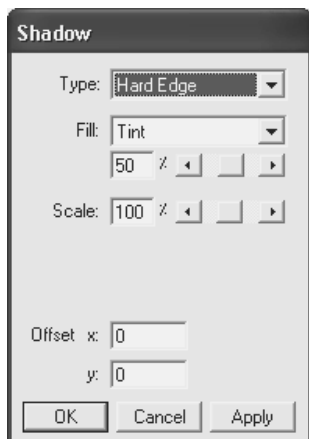 Shadow
Type: Hard Edge
Fill: Tint
50 %
Scale: 100 %
Offset x: 0
y: 0
OK Cancel Apply